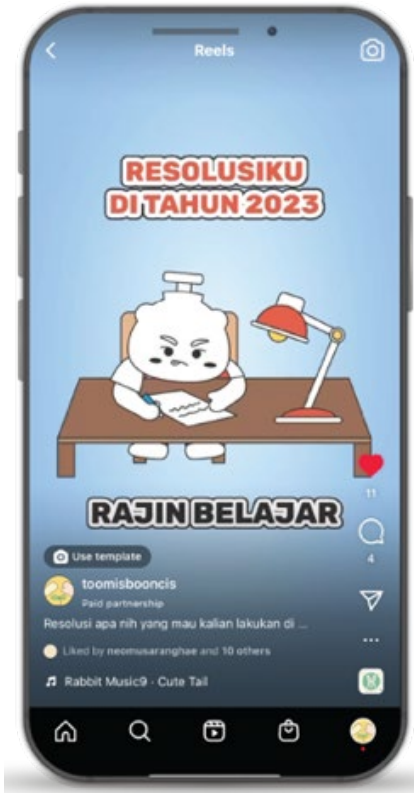 Reels
RESOLUSIKU
DI TAHUN 2023
RAJIN BELAJAR
11
4
Use template
toomisbooncis
Paid partnership
Resolusi apa nih yang mau kalian lakukan di ...
Liked by neomusaranghae and 10 others
Rabbit Music9 · Cute Tail